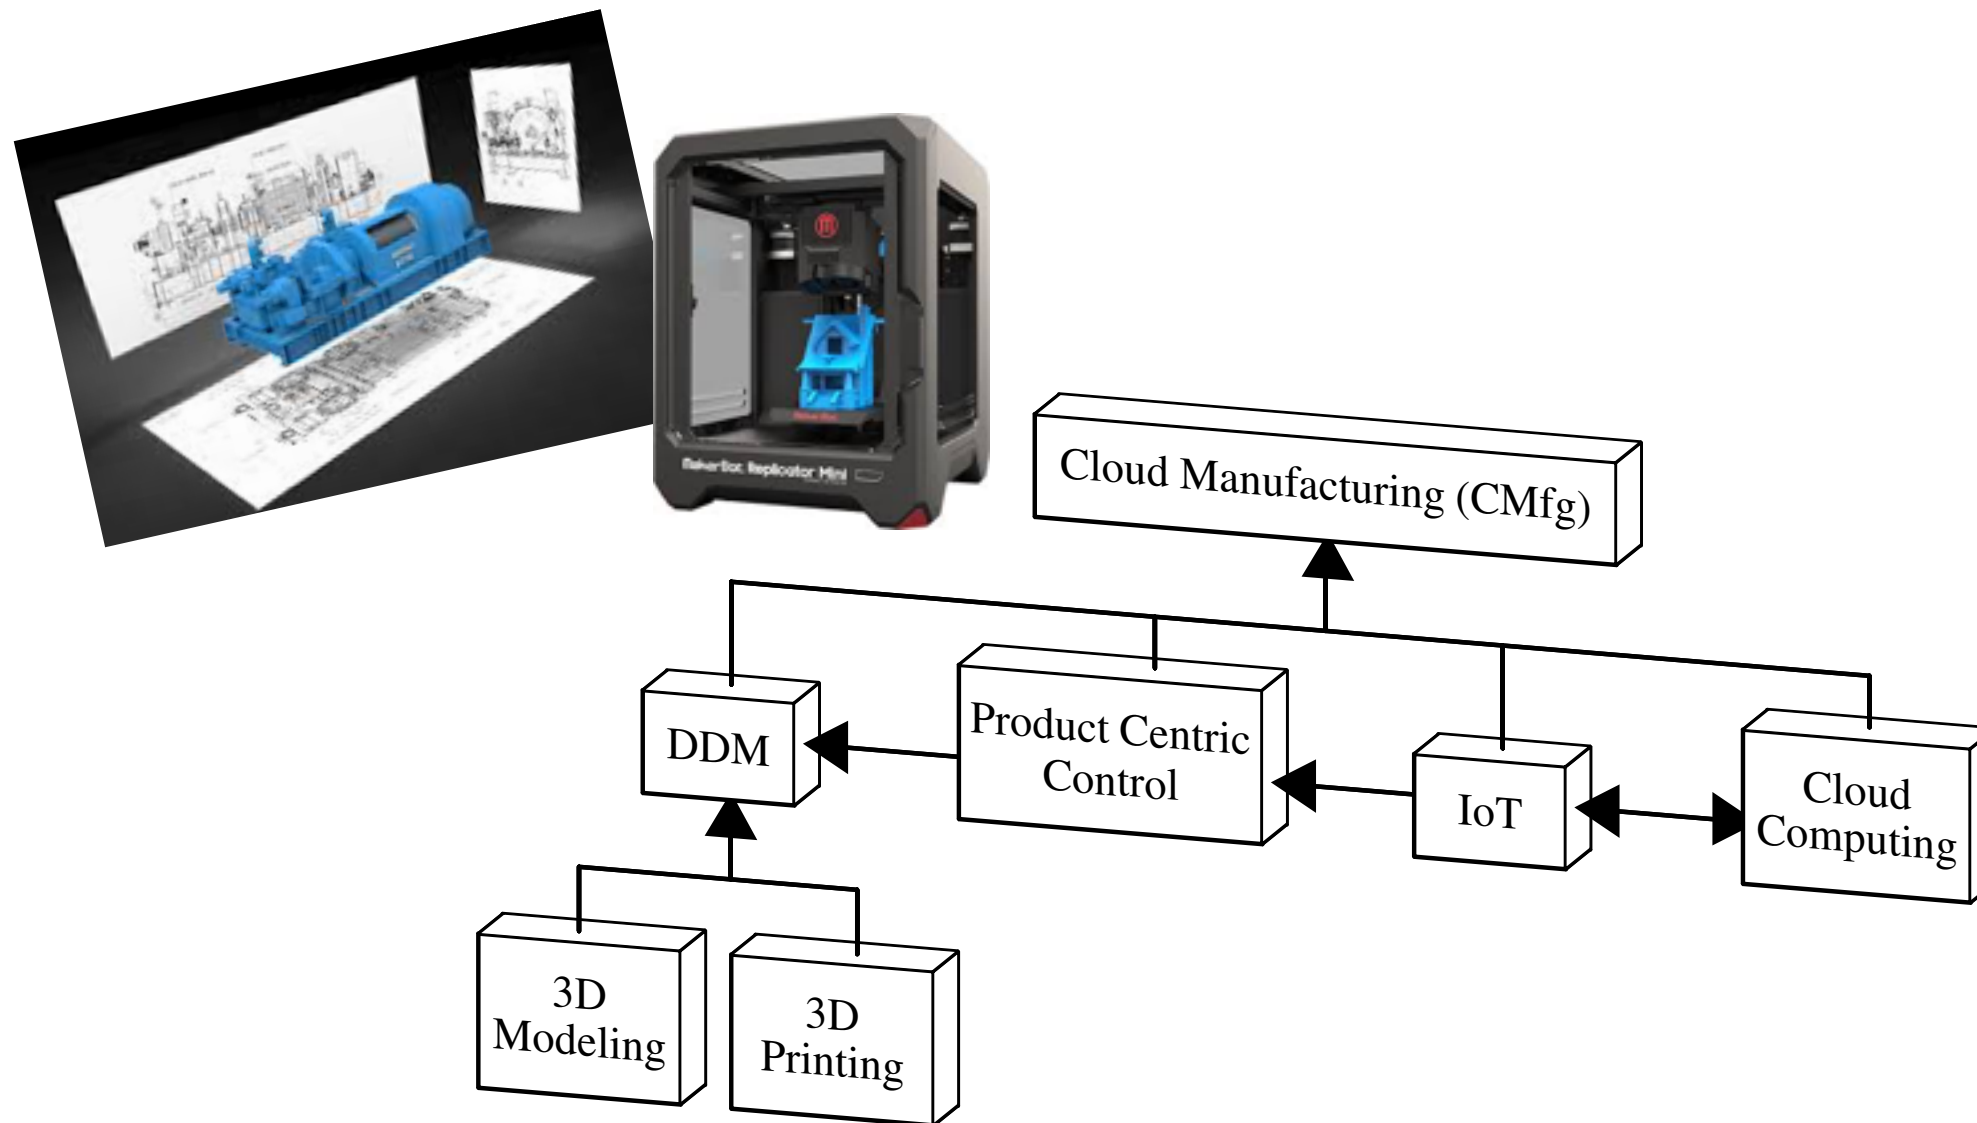 MakerBot Replicator Mini
Cloud Manufacturing (CMfg)
DDM
Product Centric
Control
IoT
Cloud
Computing
3D
Modeling
3D
Printing